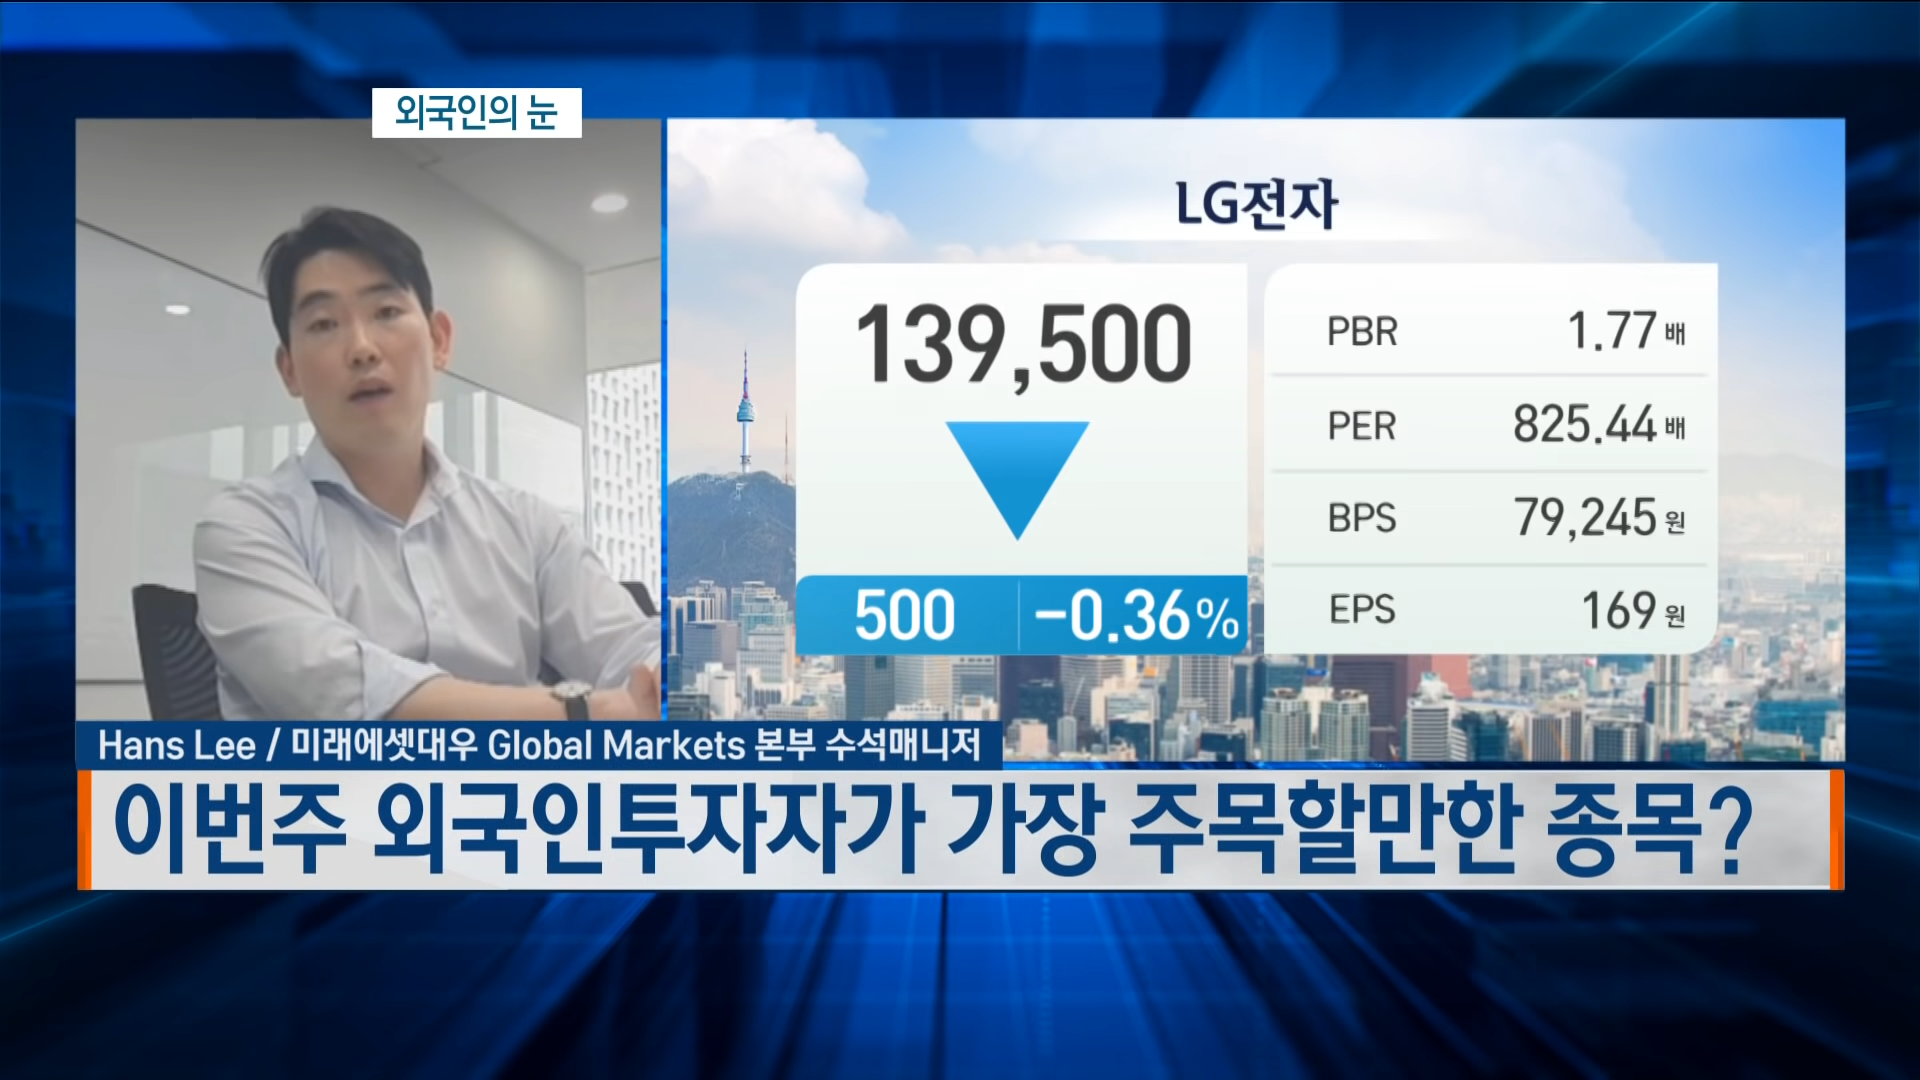 외국인의 눈
LG전자
139,500
500 -0.36%
PBR 1.77 배
PER 825.44 배
BPS 79,245 원
EPS 169 원
Hans Lee / 미래에셋대우 Global Markets 본부 수석매니저
이번주 외국인투자자가 가장 주목할만한 종목?